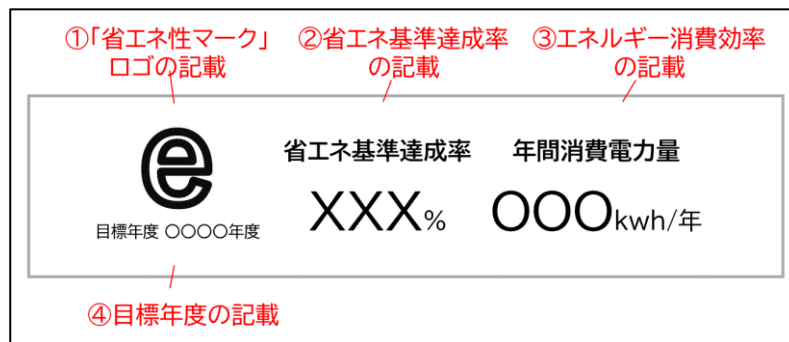 ①「省エネ性マーク」
ロゴの記載
②省エネ基準達成率
の記載
③エネルギー消費効率
の記載
e
目標年度 〇〇〇〇年度
省エネ基準達成率
XXX%
年間消費電力量
〇〇〇kwh/年
④目標年度の記載